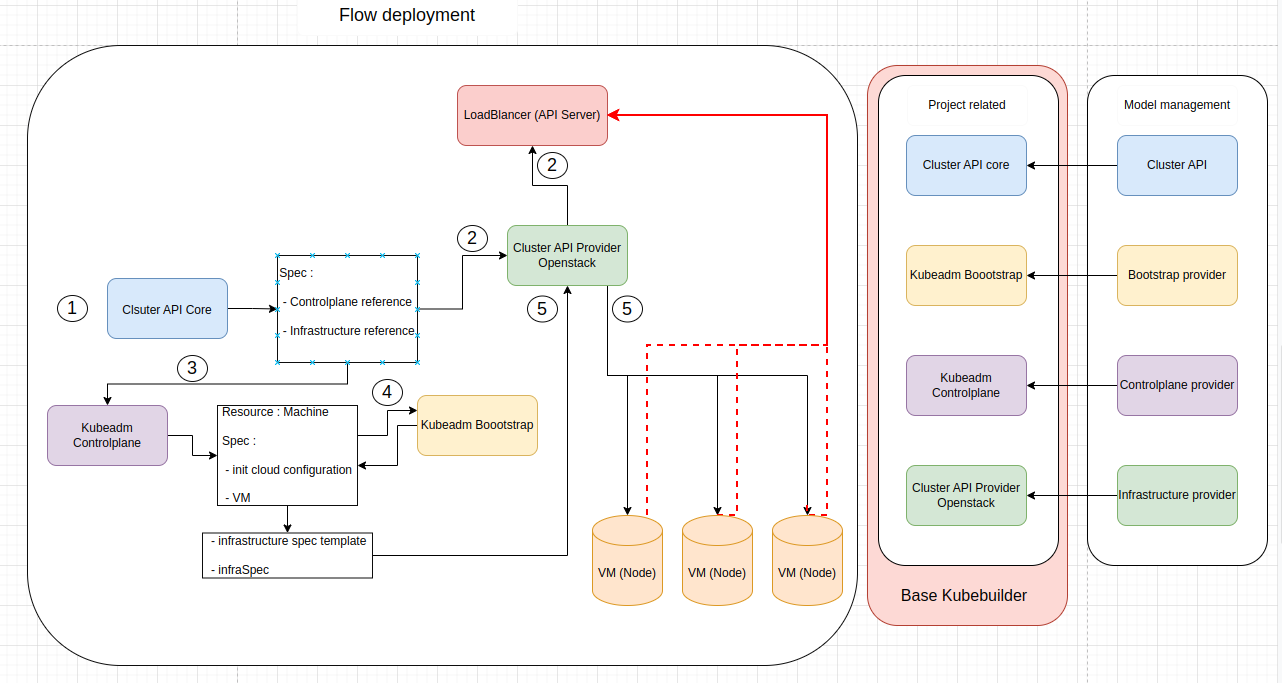 Flow deployment
LoadBlancer (API Server)
2
2
Cluster API Provider
Openstack
1
Clsuter API Core
Spec :
- Controlplane reference
- Infrastructure reference
5
5
3
4
Kubeadm
Controlplane
Resource : Machine
Spec :
- init cloud configuration
- VM
Kubeadm Boootstrap
- infrastructure spec template
- infraSpec
VM (Node)
VM (Node)
VM (Node)
Project related
Cluster API core
Kubeadm Boootstrap
Kubeadm
Controlplane
Cluster API Provider
Openstack
Base Kubebuilder
Model management
Cluster API
Bootstrap provider
Controlplane provider
Infrastructure provider